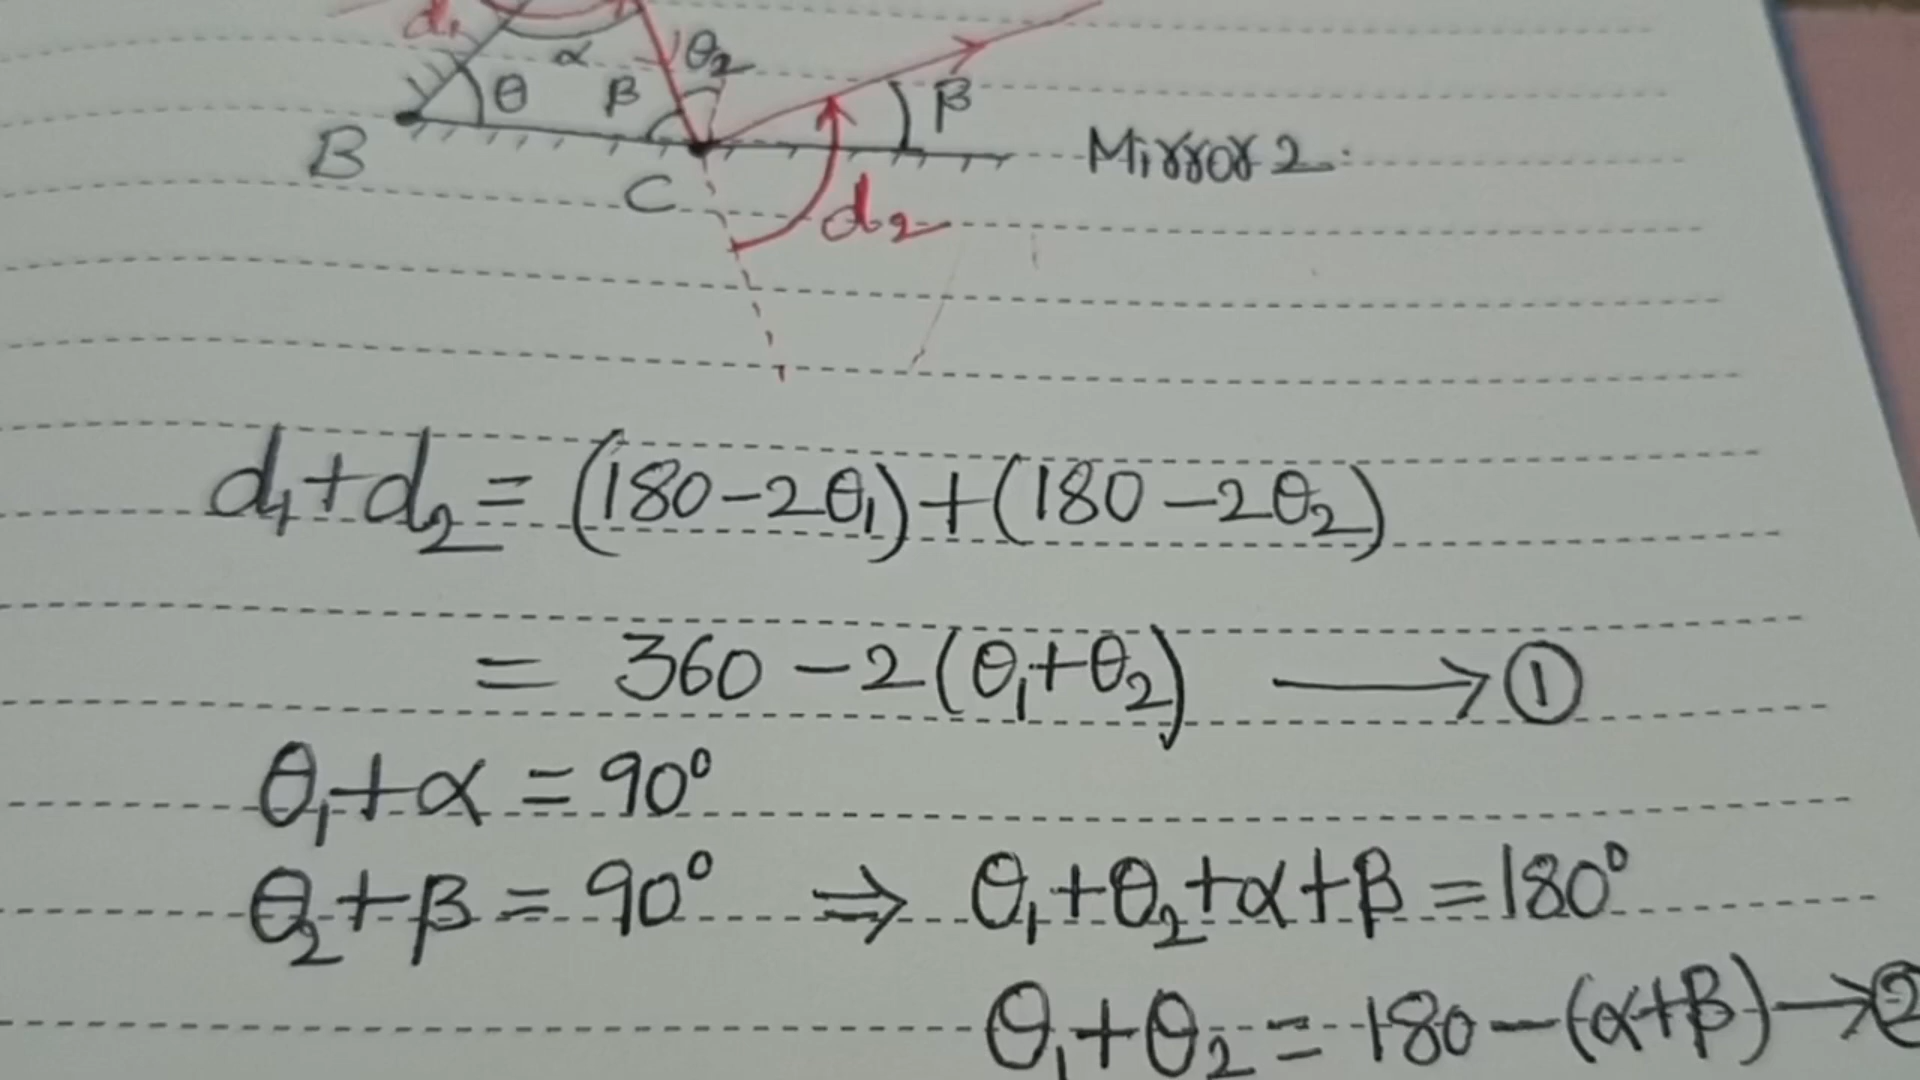 d₁
α
θ₂
θ
β
β
B
C
Mirror 2
d₂
d₁+d₂ = (180-2θ₁)+(180-2θ₂)
= 360-2(θ₁+θ₂) → ①
θ₁+α = 90°
θ₂+β = 90° ⇒ θ₁+θ₂+α+β = 180°
θ₁+θ₂ = 180-(α+β) → ②